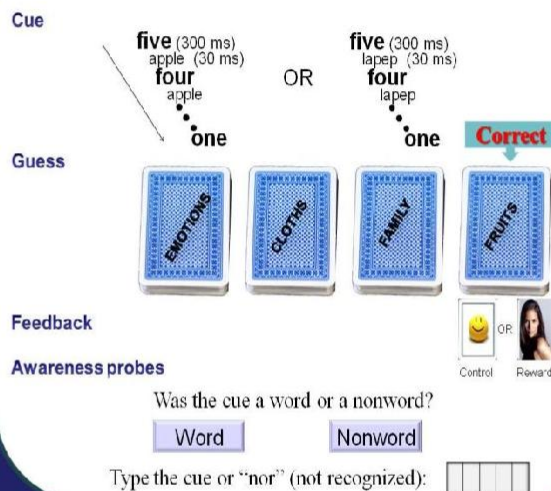 Cue
five (300 ms)
apple (30 ms)
four
apple
one
OR
five (300 ms)
lapep (30 ms)
four
lapep
one
Correct
Guess
EMOTIONS
CLOTHS
FAMILY
FRUITS
Feedback
OR
Control Reward
Awareness probes
Was the cue a word or a nonword?
Word Nonword
Type the cue or “nor” (not recognized):